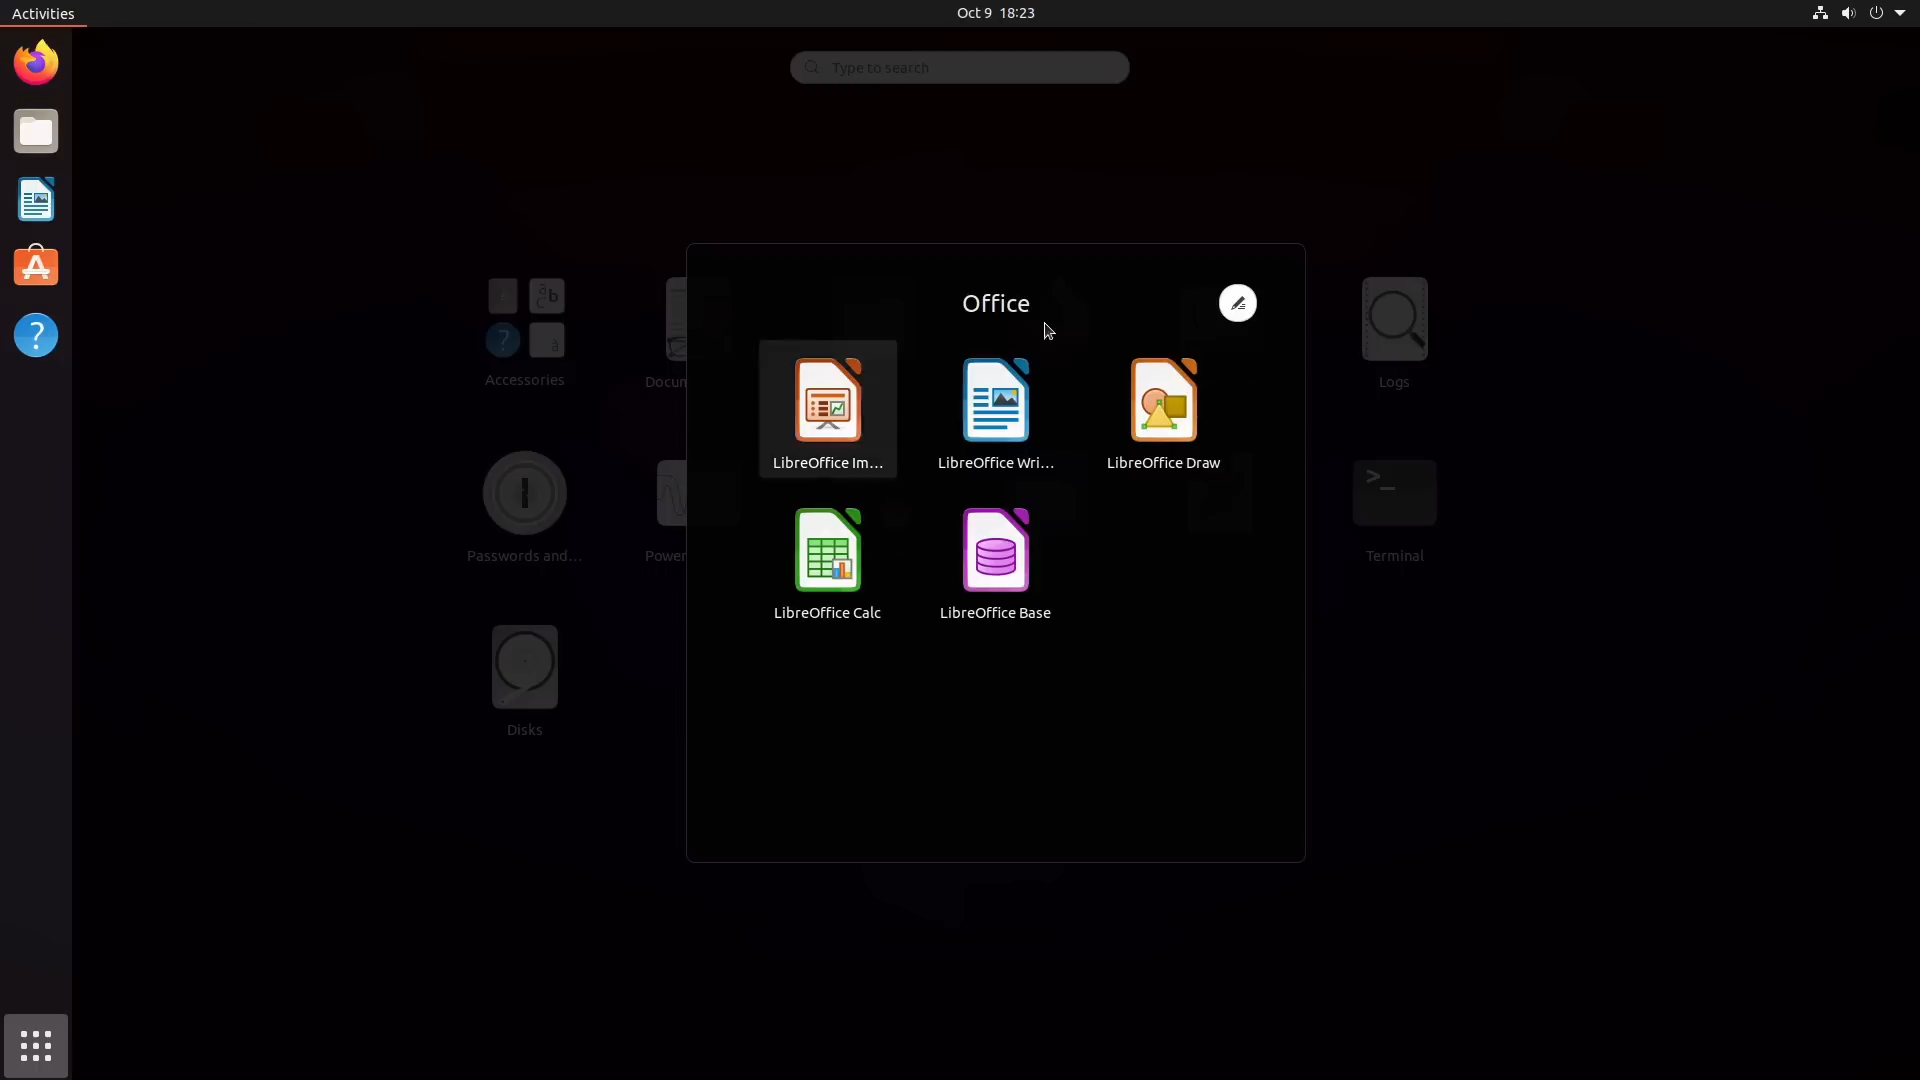 Activities
Oct 9 18:23
Type to search
Office
LibreOffice Im...
LibreOffice Wri...
LibreOffice Draw
LibreOffice Calc
LibreOffice Base
Accessories
Docum
Logs
Passwords and...
Power
Terminal
Disks